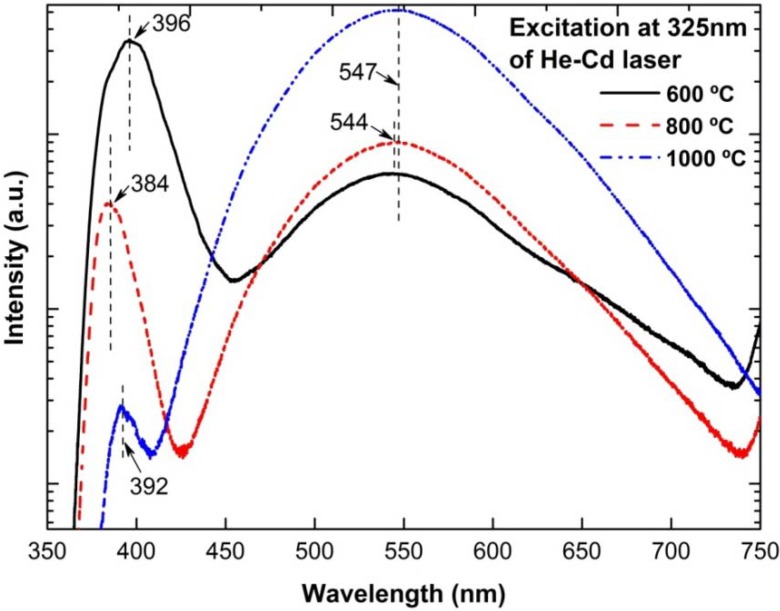 Excitation at 325nm
of He-Cd laser
600 ºC
800 ºC
1000 ºC
396
547
544
384
392
Intensity (a.u.)
350 400 450 500 550 600 650 700 750
Wavelength (nm)